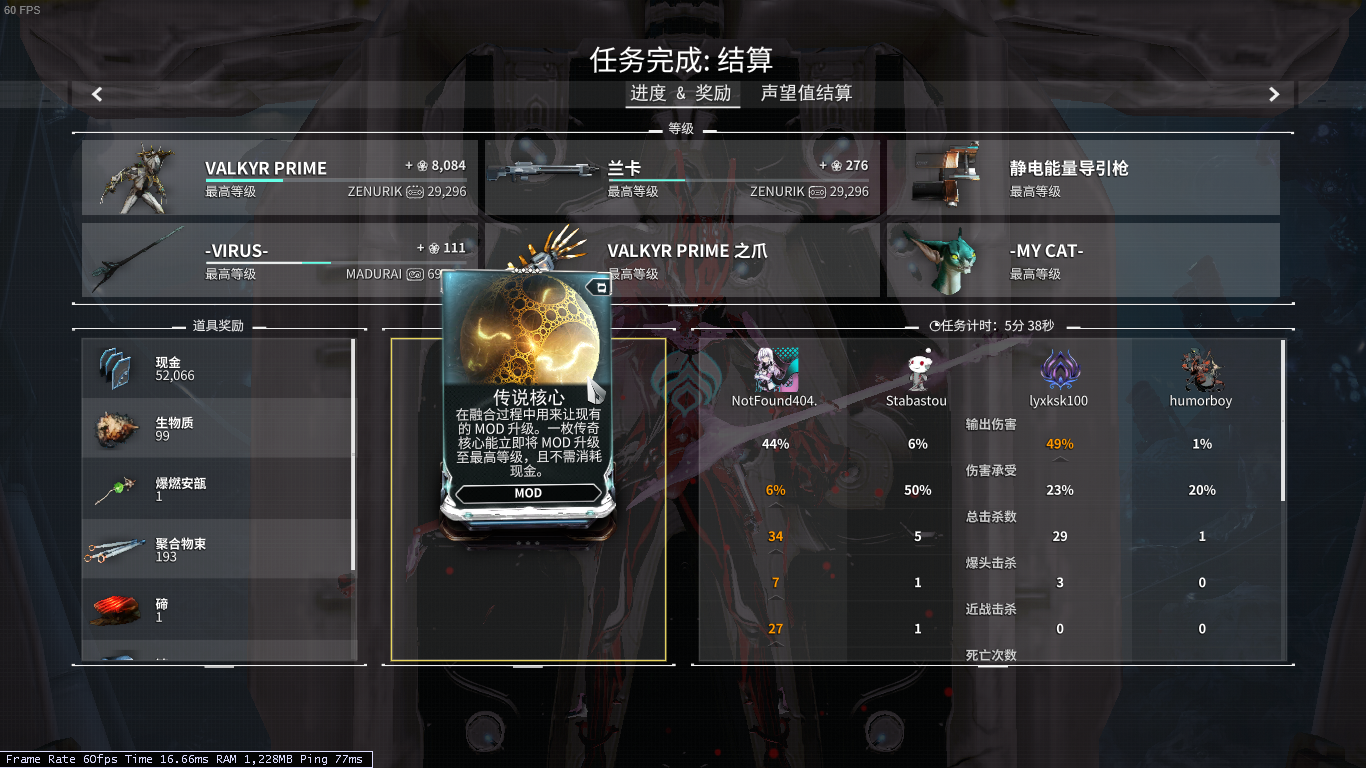 60 FPS
任务完成: 结算
进度 & 奖励 声望值结算
等级
VALKYR PRIME + 8,084
最高等级 ZENURIK 29,296
兰卡 + 276
最高等级 ZENURIK 29,296
静电能量导引枪
最高等级
-VIRUS- + 111
最高等级 MADURAI 69
VALKYR PRIME 之爪
最高等级
-MY CAT-
最高等级
道具奖励
现金
52,066
生物质
99
爆燃安瓿
1
聚合物束
193
碲
1
传说核心
在融合过程中用来让现有
的 MOD 升级。一枚传奇
核心能立即将 MOD 升级
至最高等级，且不需消耗
现金。
MOD
任务计时: 5分 38秒
NotFound404. Stabastou lyxksk100 humorboy
输出伤害
44% 6% 49% 1%
伤害承受
6% 50% 23% 20%
总击杀数
34 5 29 1
爆头击杀
7 1 3 0
近战击杀
27 1 0 0
死亡次数
Frame Rate 60fps Time 16.66ms RAM 1,228MB Ping 77ms